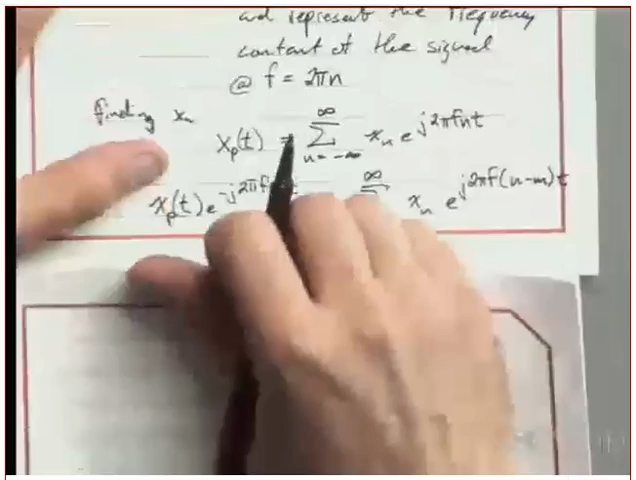 and represent the frequency
content of the signal
@ f = 2πn
finding xn
xp(t) = ∑ n=-∞ ∞ xn e^j2πfnt
xp(t) e^-j2πf ∞ xn e^j2πf(n-m)t